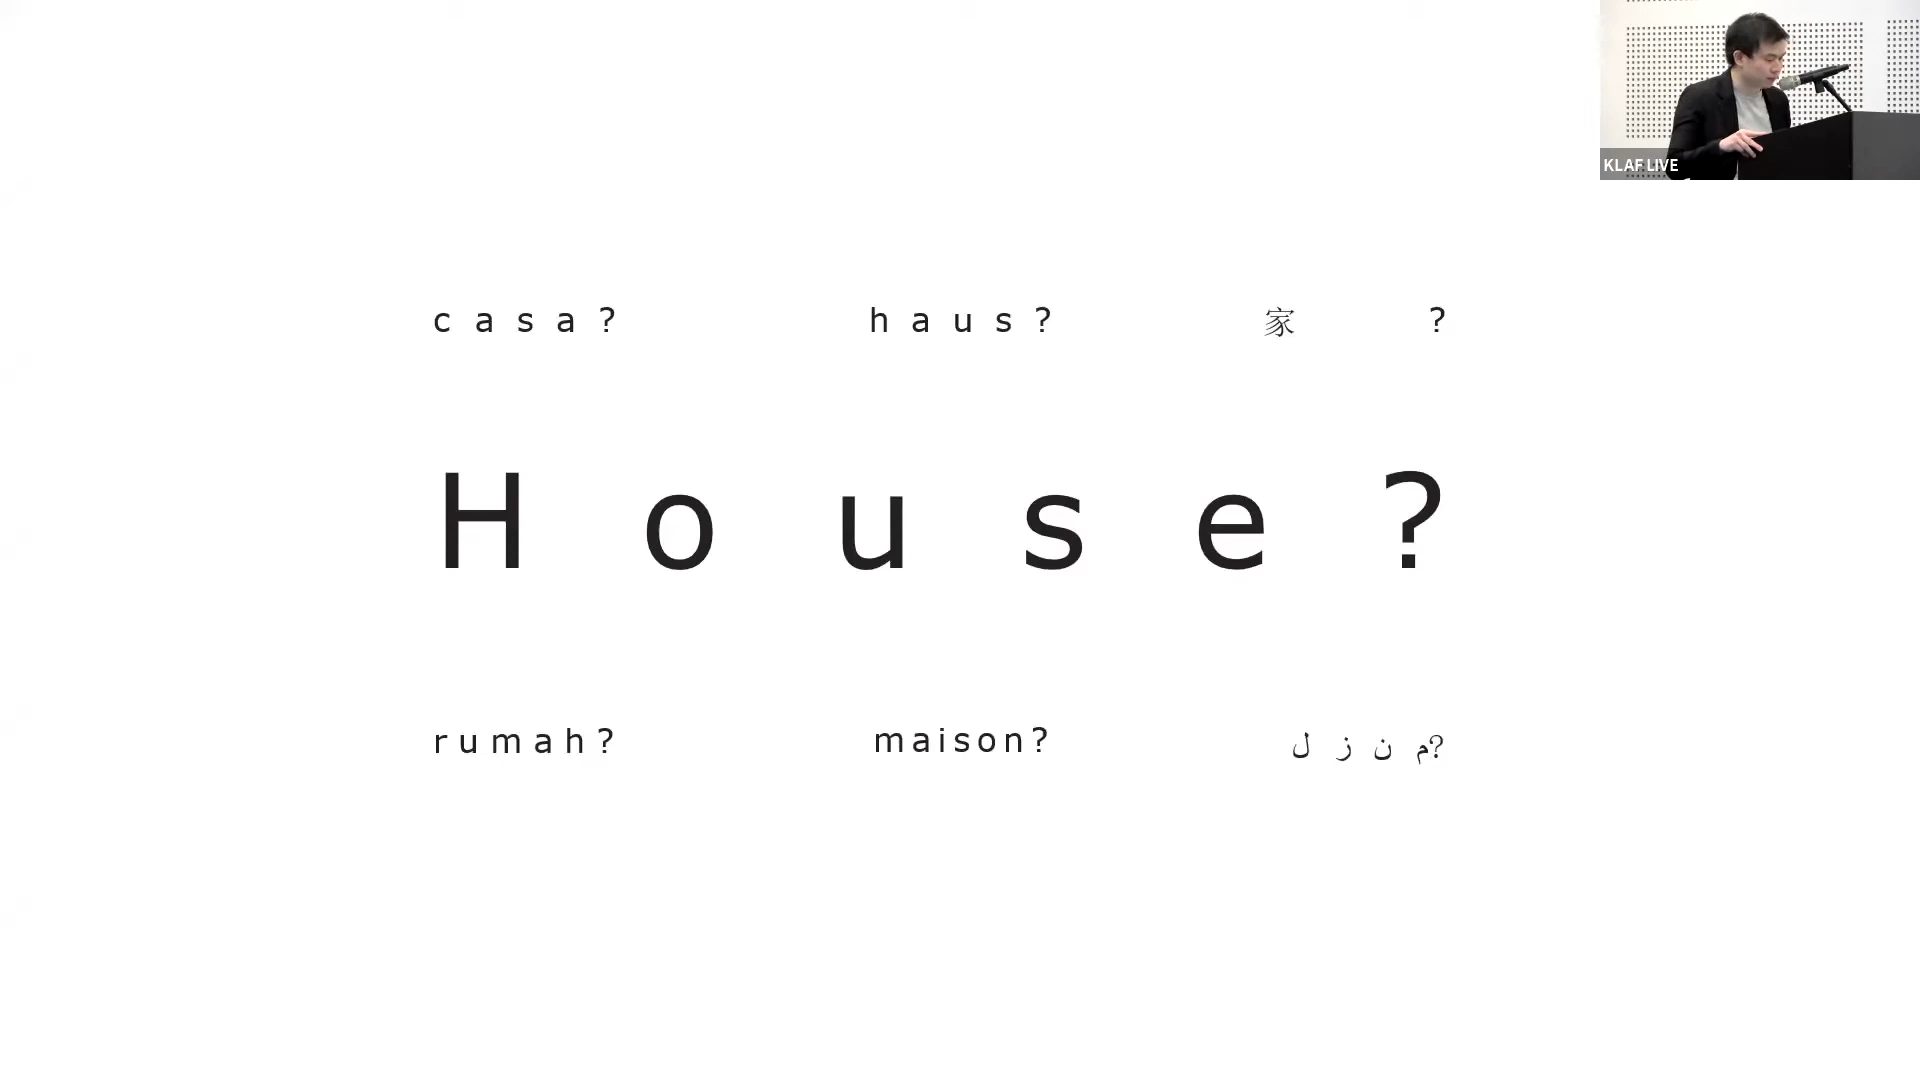 KLAF LIVE
casa? haus? 家 ?
House?
rumah? maison? م ن ز ل?